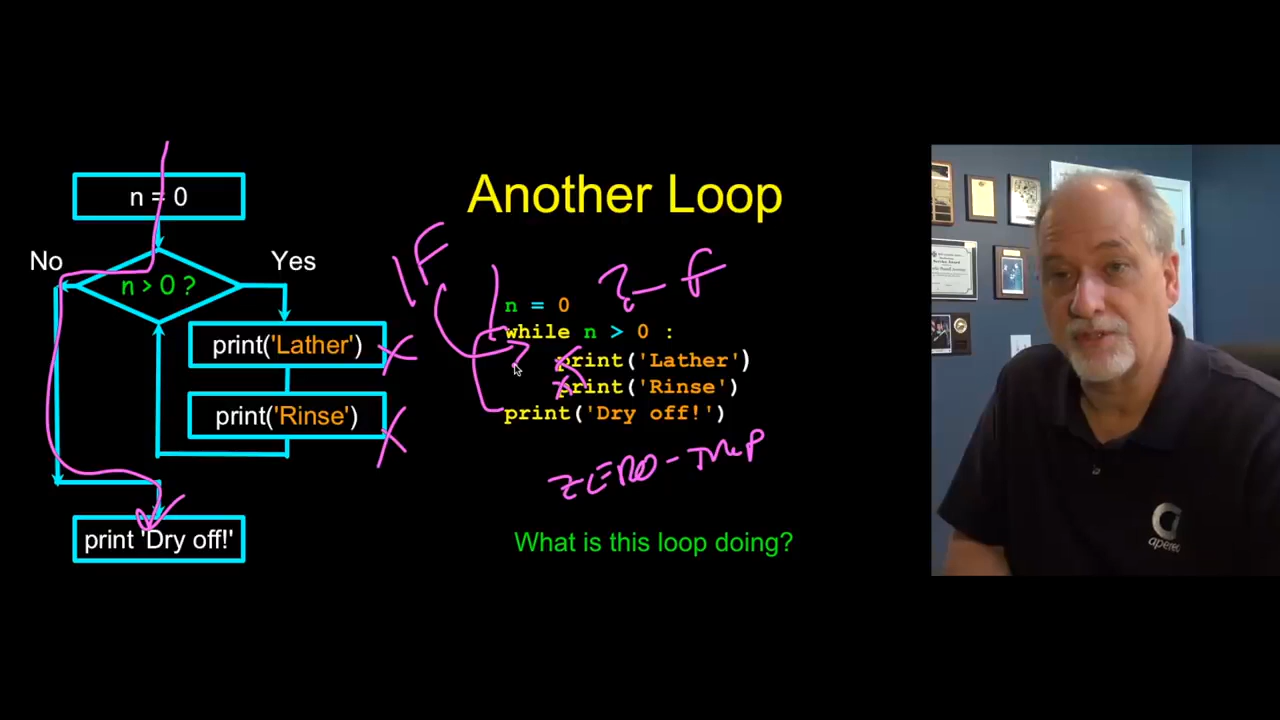 Another Loop
n = 0
No
Yes
n > 0 ?
print('Lather')
print('Rinse')
print 'Dry off!'
IF
n = 0
while n > 0 :
print('Lather')
print('Rinse')
print('Dry off!')
ZERO-TRIP
What is this loop doing?
apereo